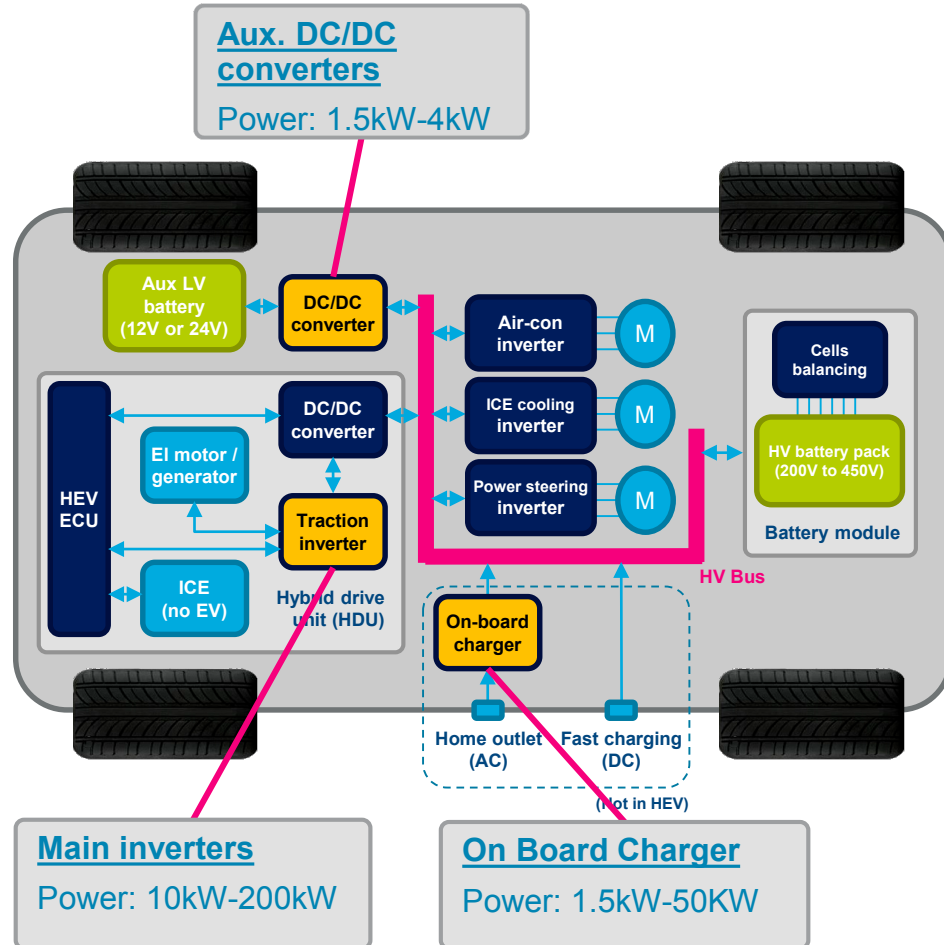 Aux. DC/DC
converters
Power: 1.5kW-4kW
Aux LV
battery
(12V or 24V)
DC/DC
converter
Air-con
inverter
M
Cells
balancing
HEV
ECU
DC/DC
converter
ICE cooling
inverter
M
El motor /
generator
HV battery pack
(200V to 450V)
Power steering
inverter
M
Traction
inverter
Battery module
HV Bus
ICE
(no EV)
Hybrid drive
unit (HDU)
On-board
charger
Home outlet
(AC)
Fast charging
(DC)
(Not in HEV)
Main inverters
Power: 10kW-200kW
On Board Charger
Power: 1.5kW-50KW